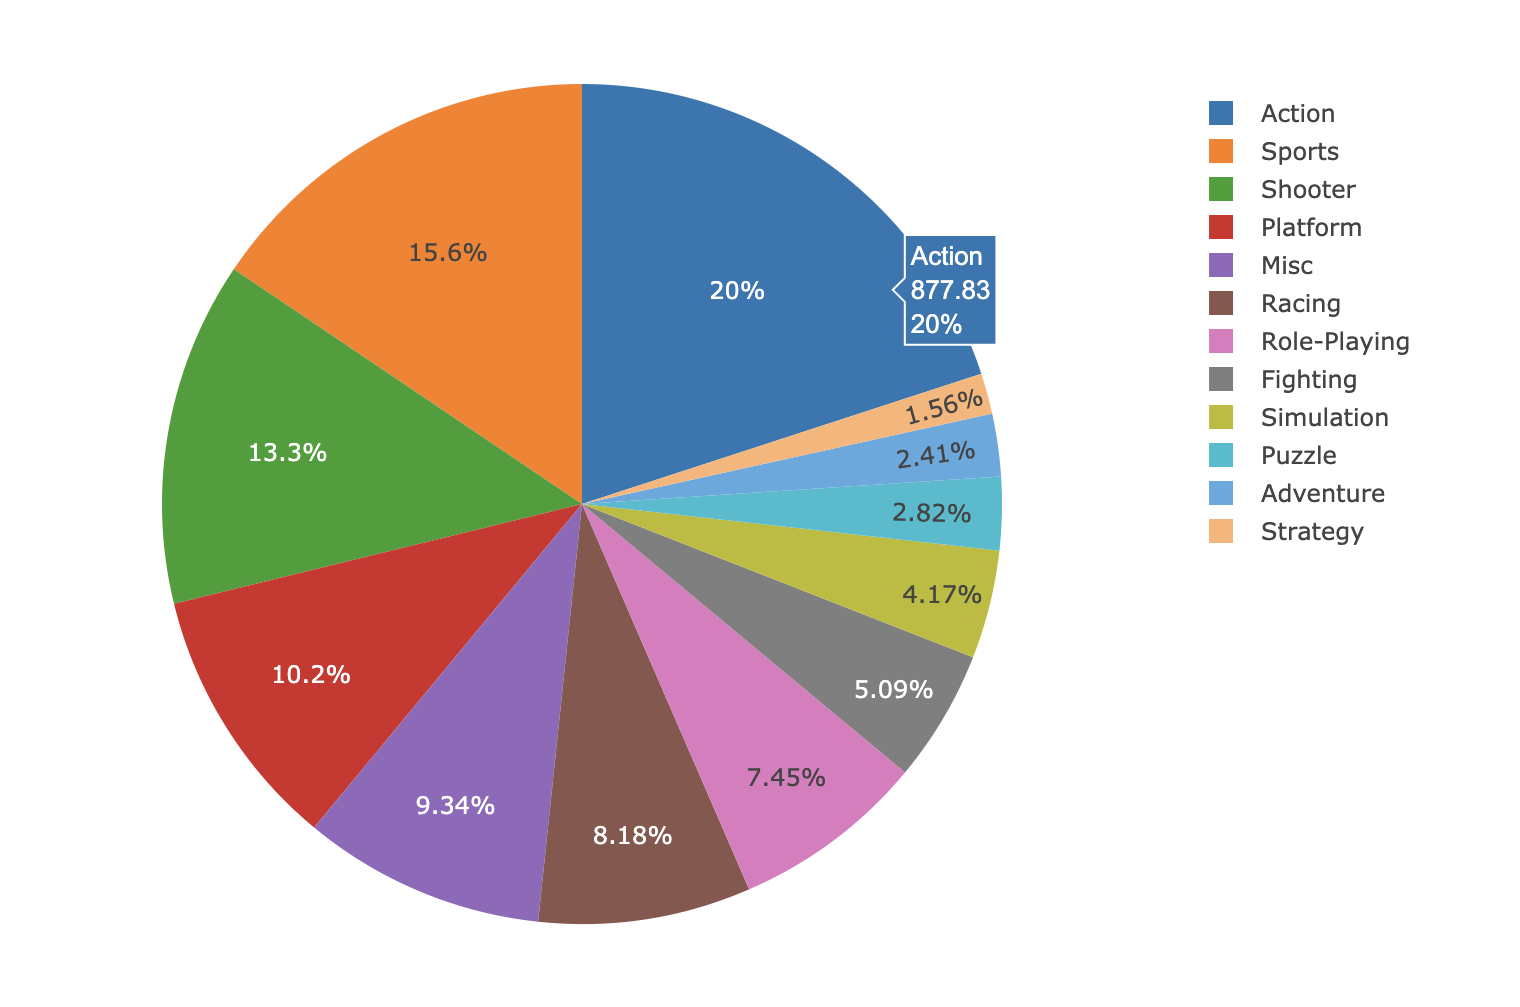 15.6%
20%
Action
877.83
20%
1.56%
2.41%
13.3%
2.82%
4.17%
10.2%
5.09%
7.45%
9.34%
8.18%
Action
Sports
Shooter
Platform
Misc
Racing
Role-Playing
Fighting
Simulation
Puzzle
Adventure
Strategy